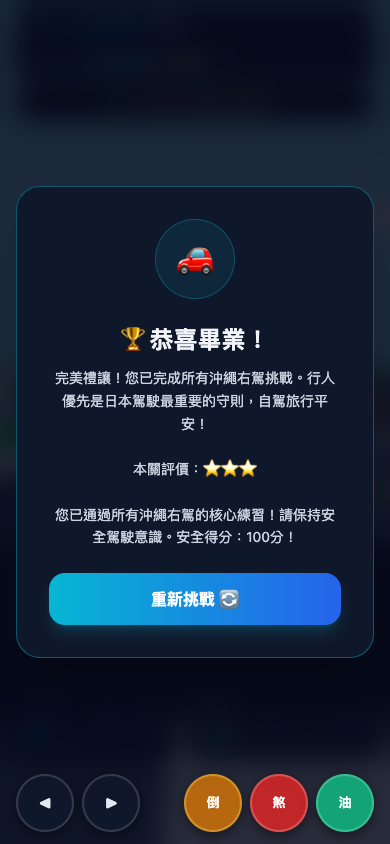 🏆 恭喜畢業！
完美禮讓！您已完成所有沖繩右駕挑戰。行人
優先是日本駕駛最重要的守則，自駕旅行平
安！
本關評價：⭐⭐⭐
您已通過所有沖繩右駕的核心練習！請保持安
全駕駛意識。安全得分：100分！
重新挑戰 🔄
◀ ▶ 倒 煞 油